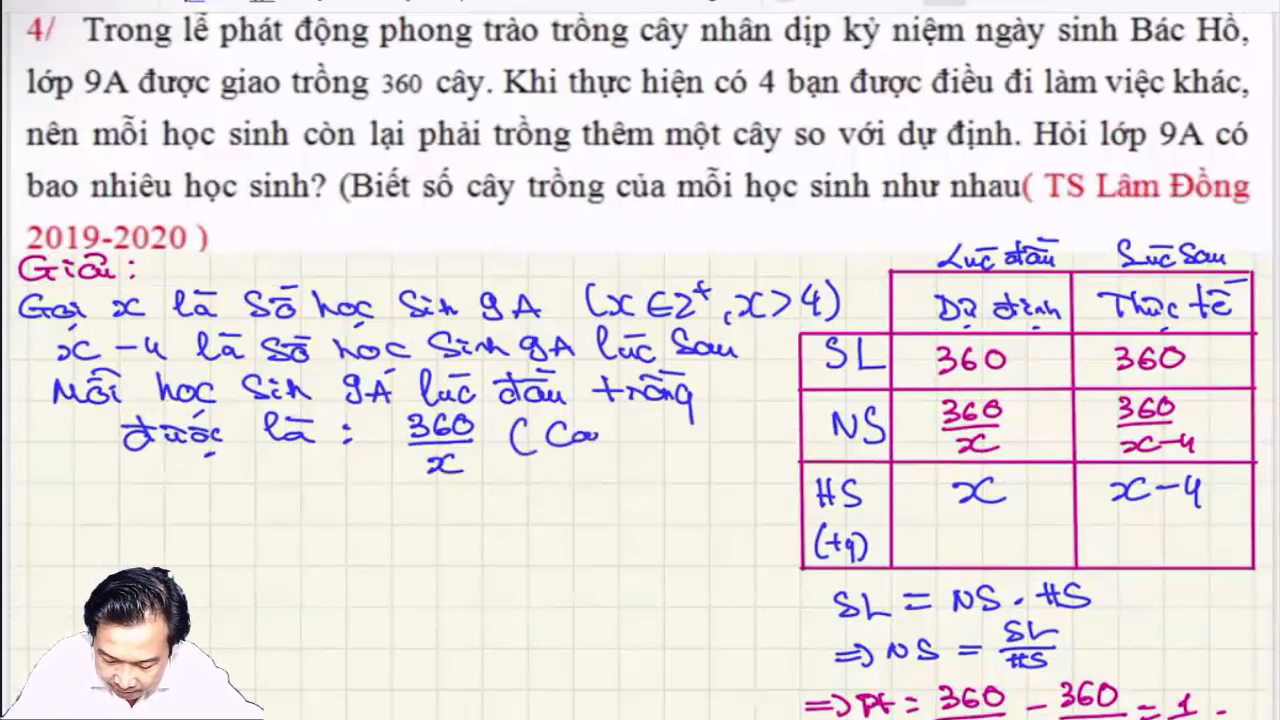 4/ Trong lễ phát động phong trào trồng cây nhân dịp kỷ niệm ngày sinh Bác Hồ,
lớp 9A được giao trồng 360 cây. Khi thực hiện có 4 bạn được điều đi làm việc khác,
nên mỗi học sinh còn lại phải trồng thêm một cây so với dự định. Hỏi lớp 9A có
bao nhiêu học sinh? (Biết số cây trồng của mỗi học sinh như nhau( TS Lâm Đồng
2019-2020 )
Giải:
Gọi x là số học sinh 9A (x ∈ Z⁺, x > 4)
x - 4 là số học sinh 9A lúc sau
Mỗi học sinh 9A lúc đầu trồng
được là : 360/x (Câ
Lúc đầu Lúc sau
Dự định Thực tế
SL 360 360
NS 360/x 360/x-4
HS x x-4
(tg)
SL = NS . HS
⇒ NS = SL/HS
⇒ Pt = 360 - 360 = 1